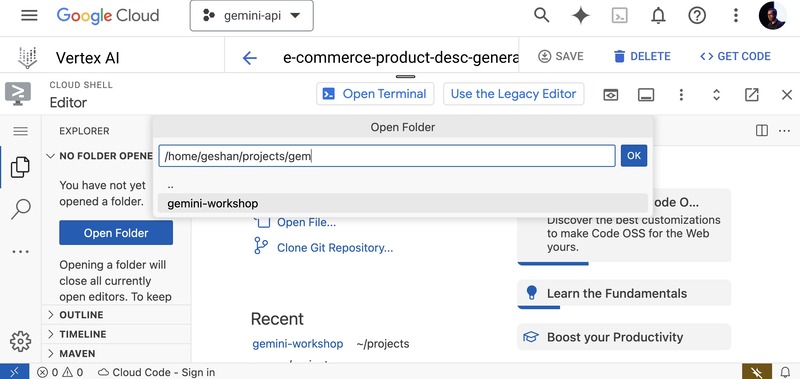 Google Cloud
gemini-api
Vertex AI
e-commerce-product-desc-genera
SAVE
DELETE
GET CODE
CLOUD SHELL
Editor
Open Terminal
Use the Legacy Editor
EXPLORER
Open Folder
/home/geshan/projects/gem
OK
..
gemini-workshop
NO FOLDER OPENE
You have not yet
opened a folder.
Open Folder
Opening a folder will
close all currently
open editors. To keep
OUTLINE
TIMELINE
MAVEN
Open File...
Clone Git Repository...
Recent
gemini-workshop ~/projects
ode O...
Discover the best customizations
to make Code OSS for the Web
yours.
Learn the Fundamentals
Boost your Productivity
0 0
Cloud Code - Sign in